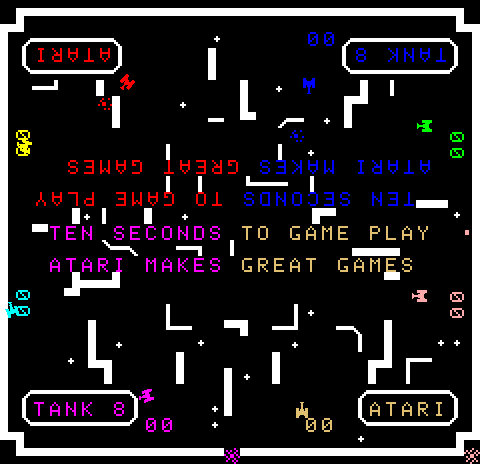 00
ATARI
TANK 8
00
00
ATARI MAKES GREAT GAMES
TEN SECONDS TO GAME PLAY
TEN SECONDS TO GAME PLAY
ATARI MAKES GREAT GAMES
00
00
TANK 8
ATARI
00
00